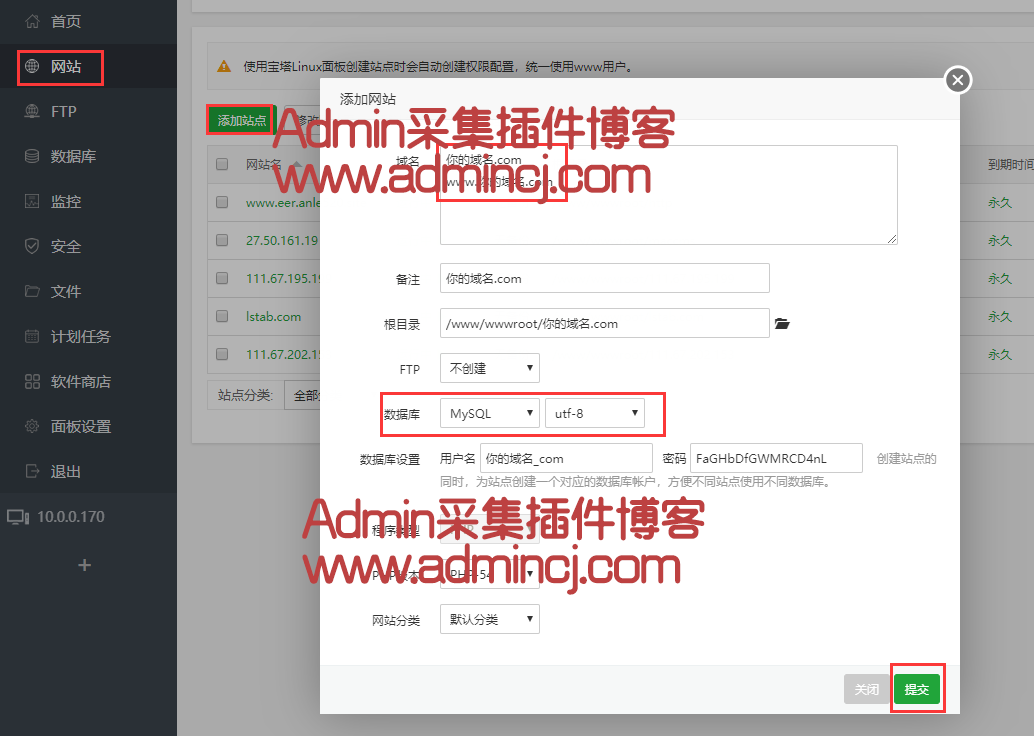 首页
网站
FTP
数据库
监控
安全
文件
计划任务
软件商店
面板设置
退出
10.0.0.170
使用宝塔Linux面板创建站点时会自动创建权限配置，统一使用www用户。
添加站点
修改
网站名
到期时间
www.eer.anle
永久
27.50.161.19
永久
111.67.195.19
永久
lstab.com
永久
111.67.202.15
永久
站点分类:
全部
添加网站
Admin采集插件博客
www.admincj.com
域名
你的域名.com
www.你的域名.com
备注
你的域名.com
根目录
/www/wwwroot/你的域名.com
FTP
不创建
数据库
MySQL
utf-8
数据库设置
用户名
你的域名_com
密码
FaGHbDfGWMRCD4nL
创建站点的
同时，为站点创建一个对应的数据库帐户，方便不同站点使用不同数据库。
Admin采集插件博客
www.admincj.com
程序类型
PHP
PHP版本
PHP-54
网站分类
默认分类
关闭
提交